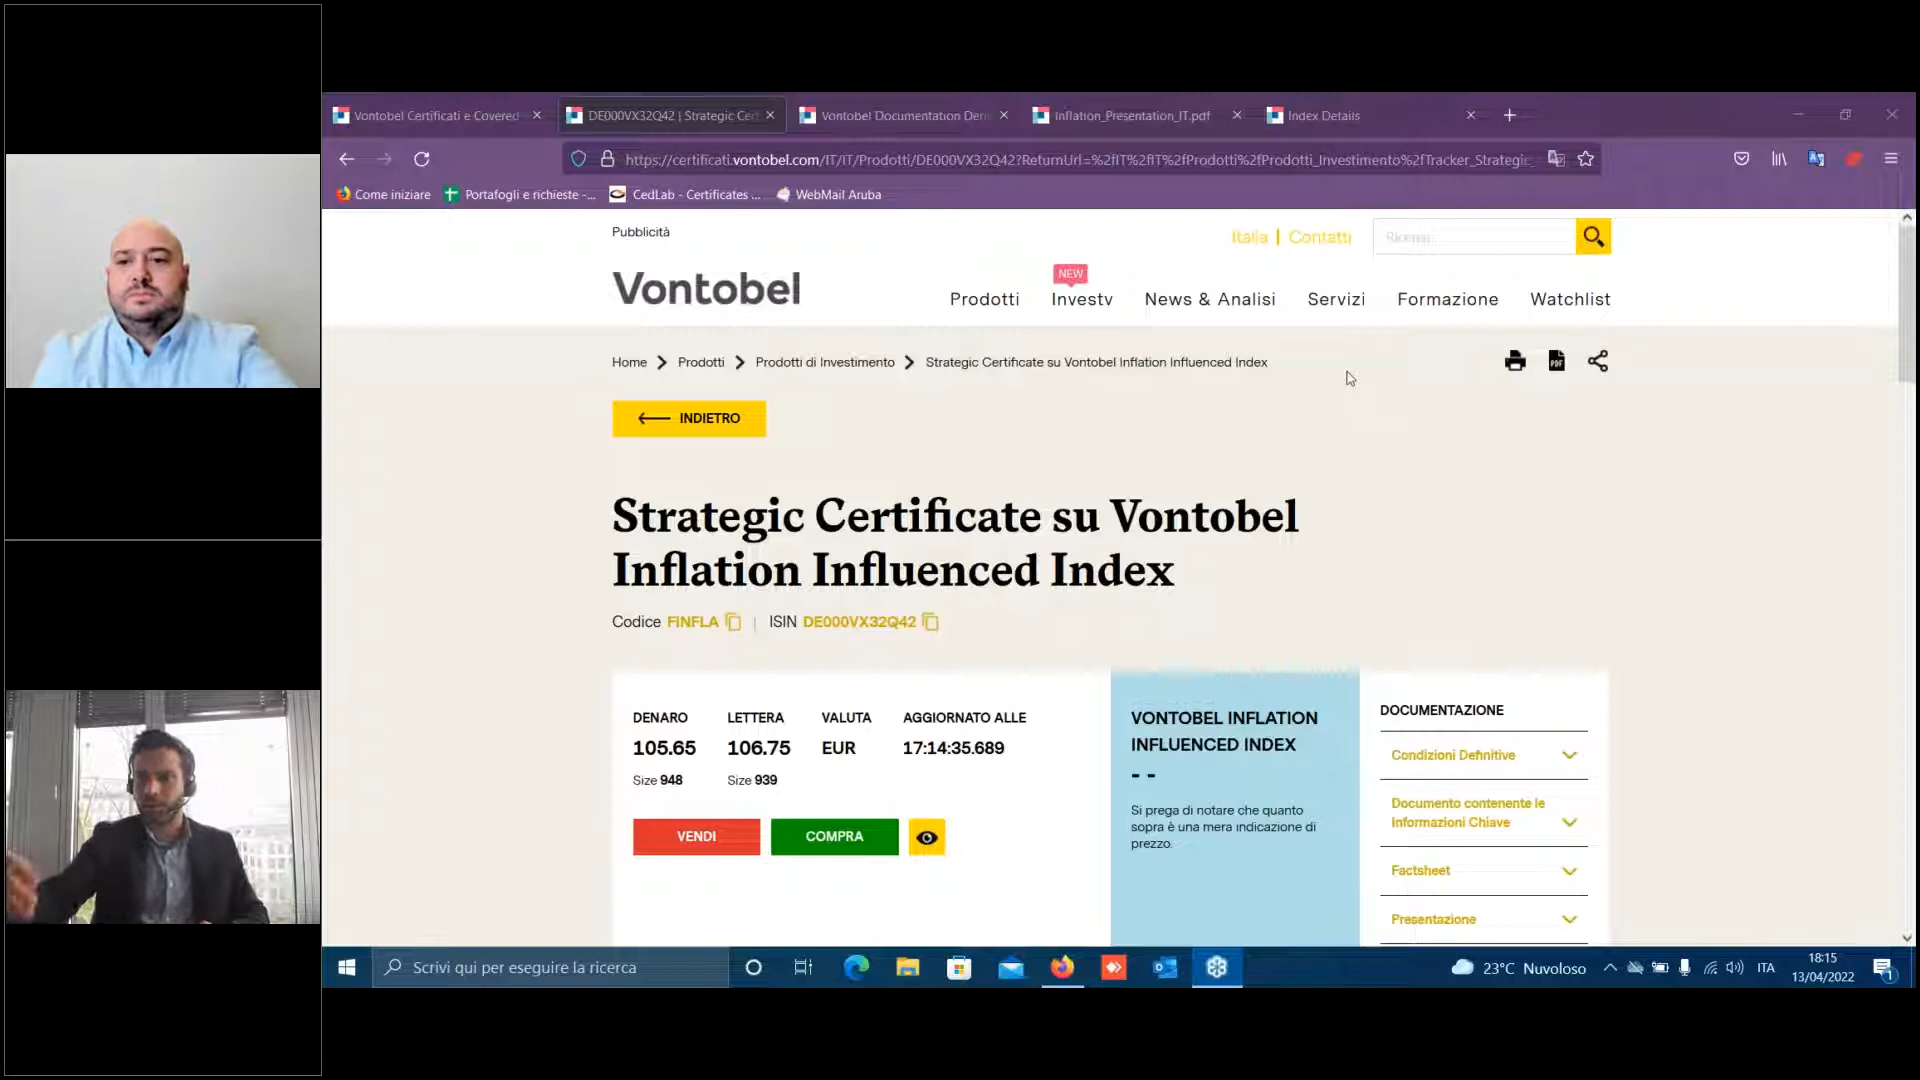 Vontobel Certificati e Covered
DE000VX32Q42 | Strategic Cert
Vontobel Documentation Den
Inflation_Presentation_IT.pdf
Index Details
https://certificati.vontobel.com/IT/IT/Prodotti/DE000VX32Q42?ReturnUrl=%2fIT%2fIT%2fProdotti%2fProdotti_Investimento%2fTracker_Strategic_
Come iniziare
Portafogli e richieste -...
CedLab - Certificates ...
WebMail Aruba
Pubblicità
Italia | Contatti
Ricerca
Vontobel
NEW
Prodotti
Investv
News & Analisi
Servizi
Formazione
Watchlist
Home
Prodotti
Prodotti di Investimento
Strategic Certificate su Vontobel Inflation Influenced Index
PDF
INDIETRO
Strategic Certificate su Vontobel
Inflation Influenced Index
Codice FINFLA | ISIN DE000VX32Q42
DENARO
LETTERA
VALUTA
AGGIORNATO ALLE
105.65
106.75
EUR
17:14:35.689
Size 948
Size 939
VENDI
COMPRA
VONTOBEL INFLATION
INFLUENCED INDEX
- -
Si prega di notare che quanto
sopra è una mera indicazione di
prezzo.
DOCUMENTAZIONE
Condizioni Definitive
Documento contenente le
Informazioni Chiave
Factsheet
Presentazione
Scrivi qui per eseguire la ricerca
23°C Nuvoloso
ITA
18:15
13/04/2022
1